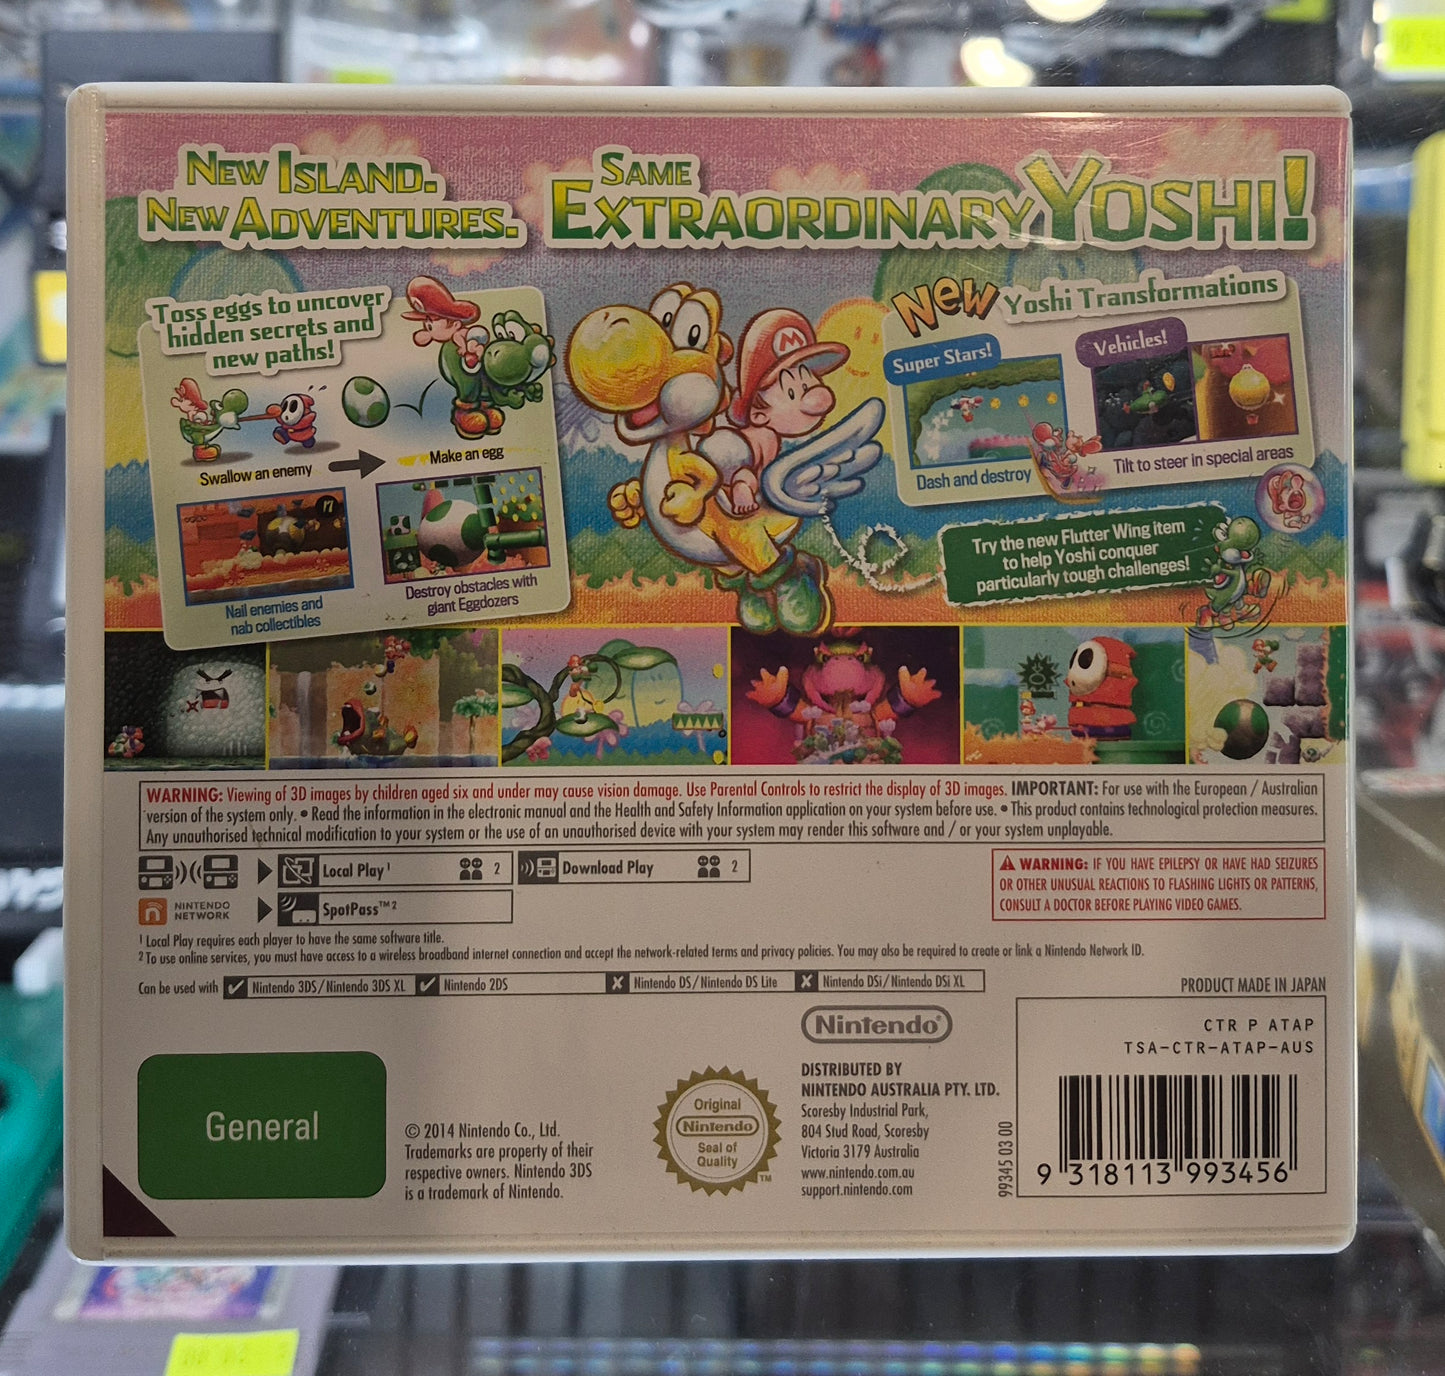 NEW ISLAND.
NEW ADVENTURES.
SAME
EXTRAORDINARY YOSHI!
Toss eggs to uncover
hidden secrets and
new paths!
Swallow an enemy
Make an egg
Nail enemies and
nab collectibles
Destroy obstacles with
giant Eggdozers
NEW Yoshi Transformations
Super Stars!
Vehicles!
Dash and destroy
Tilt to steer in special areas
Try the new Flutter Wing item
to help Yoshi conquer
particularly tough challenges!
WARNING: Viewing of 3D images by children aged six and under may cause vision damage. Use Parental Controls to restrict the display of 3D images. IMPORTANT: For use with the European / Australian
version of the system only. • Read the information in the electronic manual and the Health and Safety Information application on your system before use. • This product contains technological protection measures.
Any unauthorised technical modification to your system or the use of an unauthorised device with your system may render this software and / or your system unplayable.
Local Play¹ 2
Download Play 2
NINTENDO
NETWORK
SpotPass™²
⚠ WARNING: IF YOU HAVE EPILEPSY OR HAVE HAD SEIZURES
OR OTHER UNUSUAL REACTIONS TO FLASHING LIGHTS OR PATTERNS,
CONSULT A DOCTOR BEFORE PLAYING VIDEO GAMES.
¹ Local Play requires each player to have the same software title.
² To use online services, you must have access to a wireless broadband internet connection and accept the network-related terms and privacy policies. You may also be required to create or link a Nintendo Network ID.
Can be used with Nintendo 3DS/Nintendo 3DS XL Nintendo 2DS Nintendo DS/Nintendo DS Lite Nintendo DSi/Nintendo DSi XL
PRODUCT MADE IN JAPAN
General
© 2014 Nintendo Co., Ltd.
Trademarks are property of their
respective owners. Nintendo 3DS
is a trademark of Nintendo.
Original
Nintendo
Seal of
Quality
TM
Nintendo®
DISTRIBUTED BY
NINTENDO AUSTRALIA PTY. LTD.
Scoresby Industrial Park,
804 Stud Road, Scoresby
Victoria 3179 Australia
www.nintendo.com.au
support.nintendo.com
99345 03 00
CTR P ATAP
TSA-CTR-ATAP-AUS
9 318113 993456